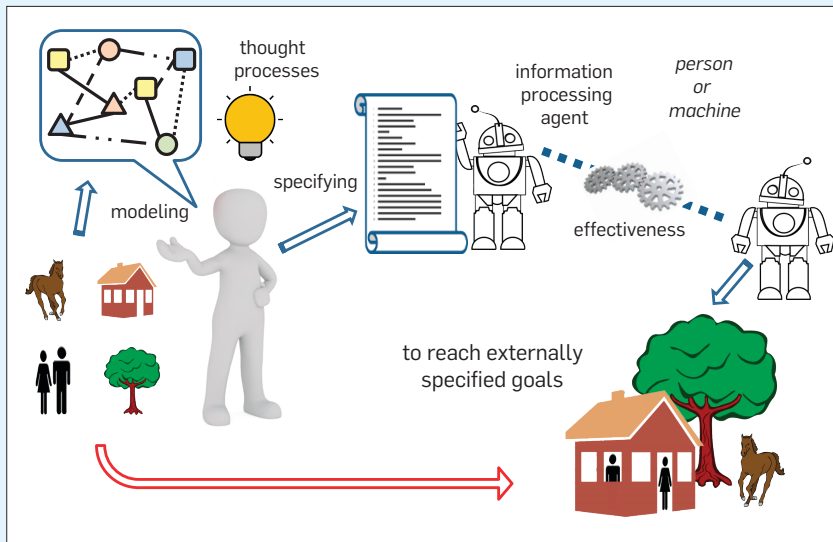 thought
processes
modeling
specifying
information
processing
agent
person
or
machine
effectiveness
to reach externally
specified goals